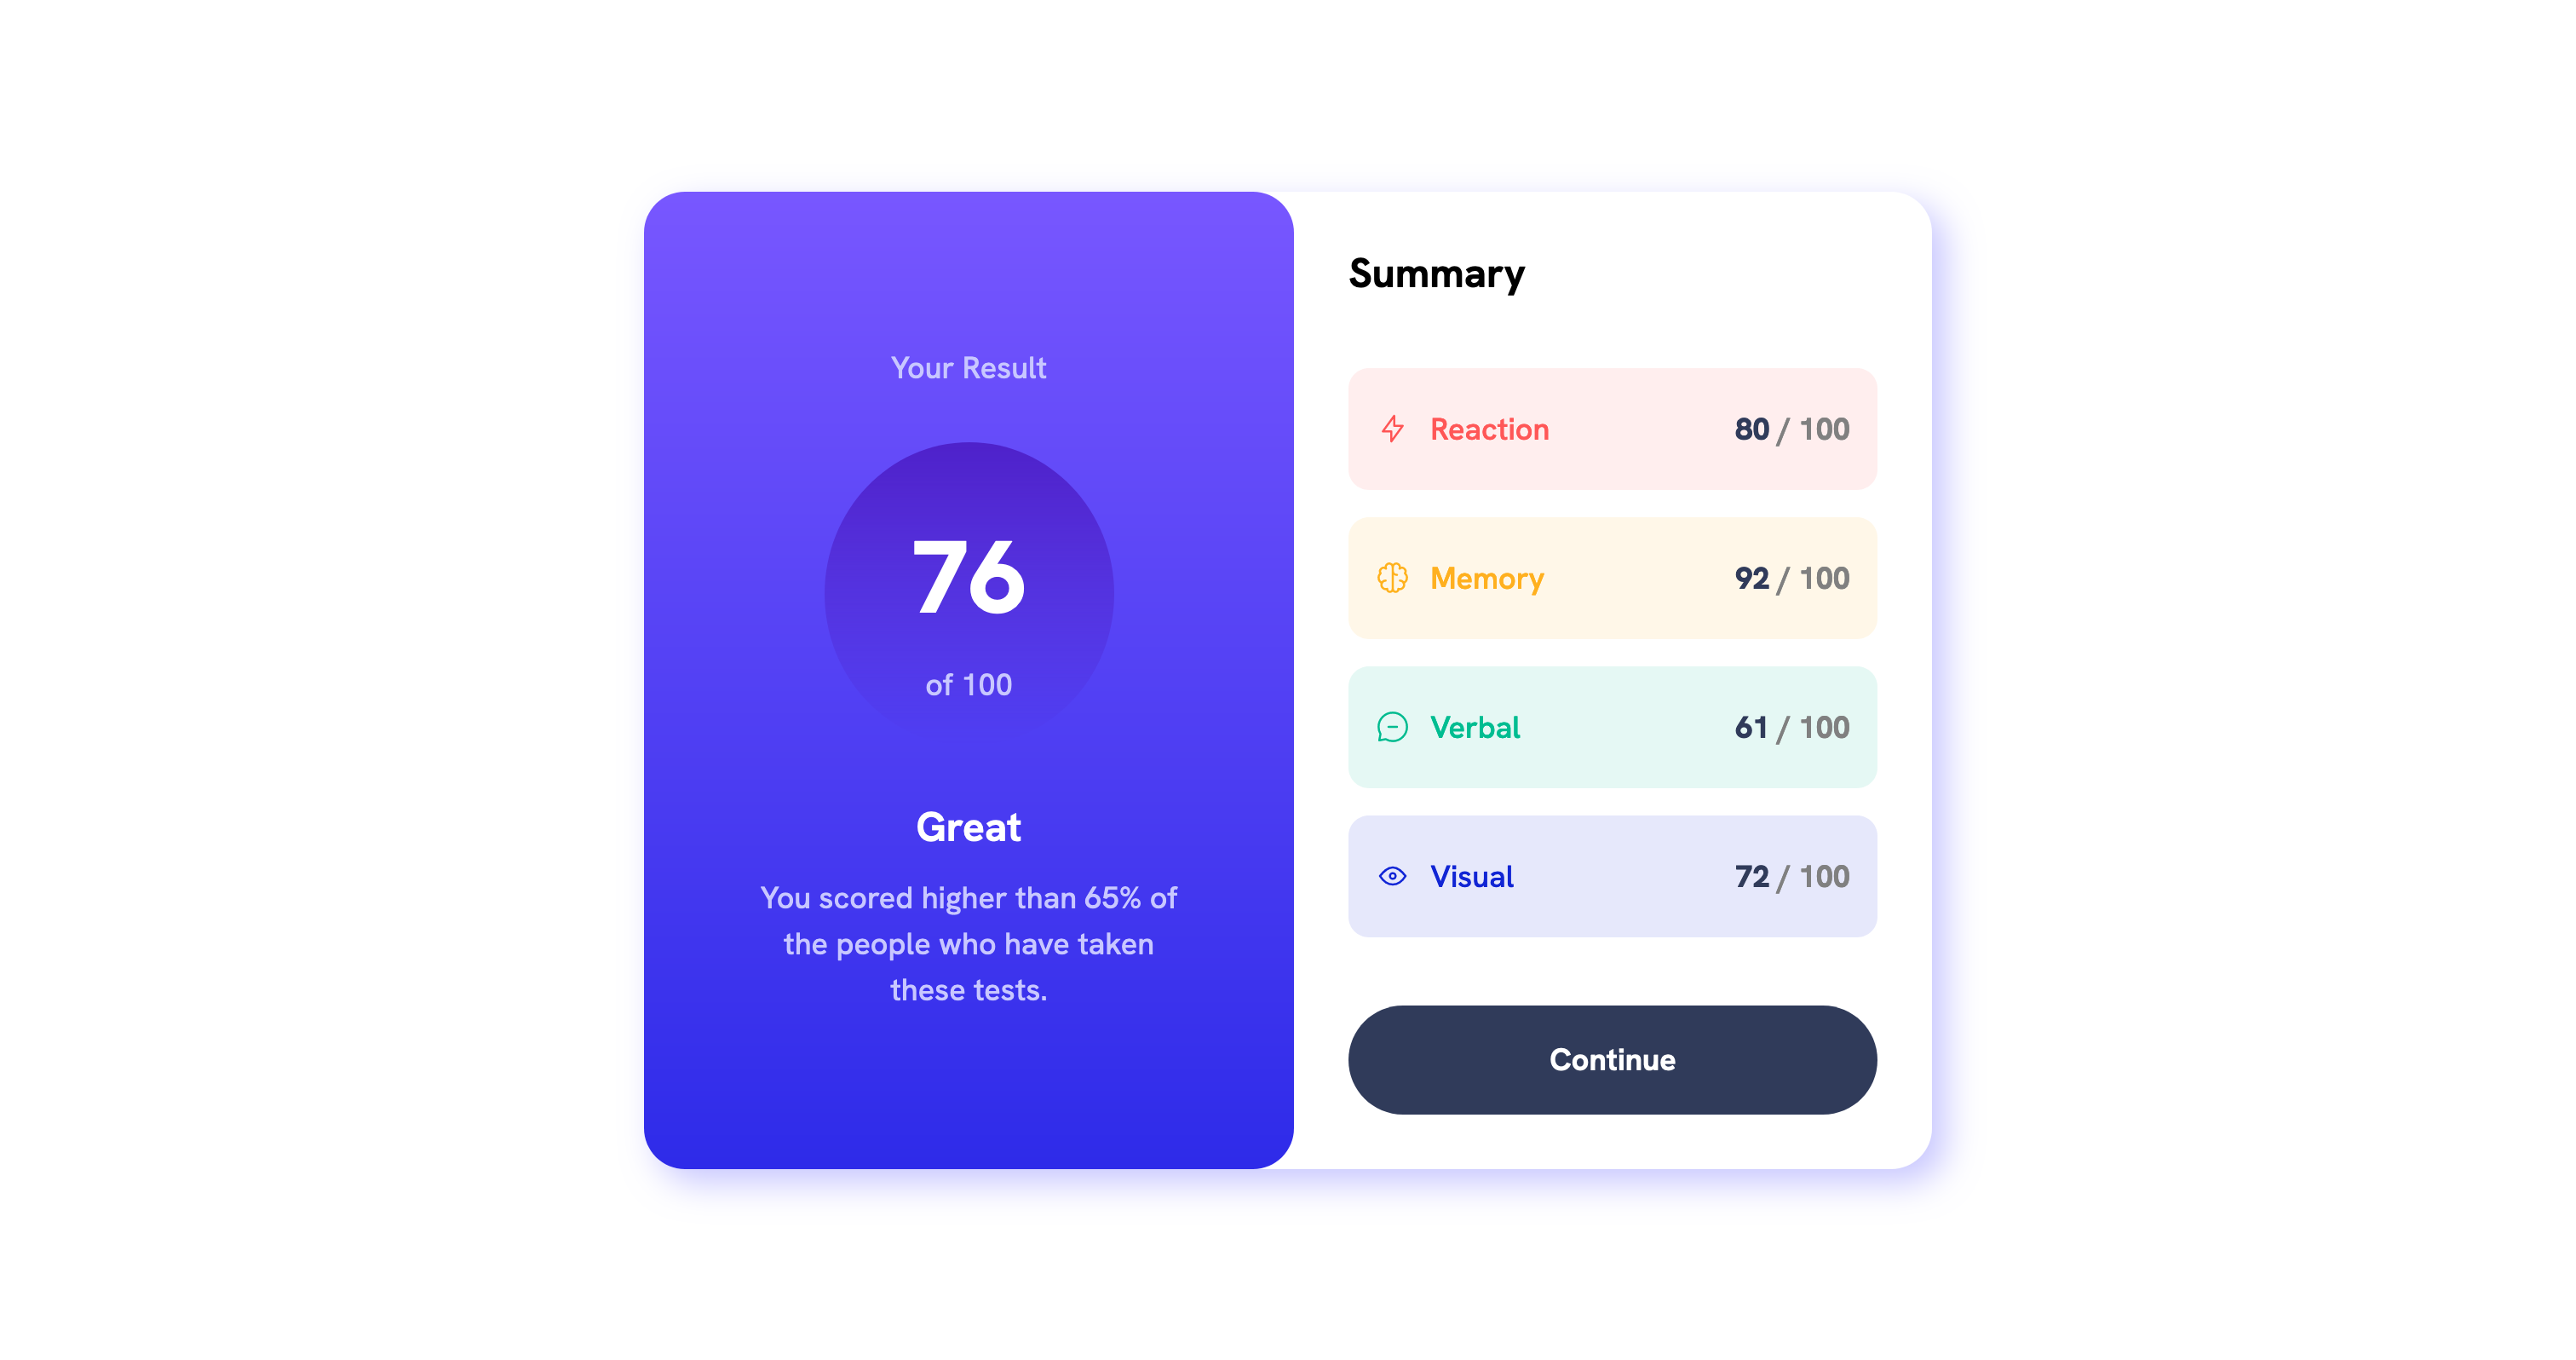 Your Result
76
of 100
Great
You scored higher than 65% of
the people who have taken
these tests.
Summary
Reaction 80 / 100
Memory 92 / 100
Verbal 61 / 100
Visual 72 / 100
Continue